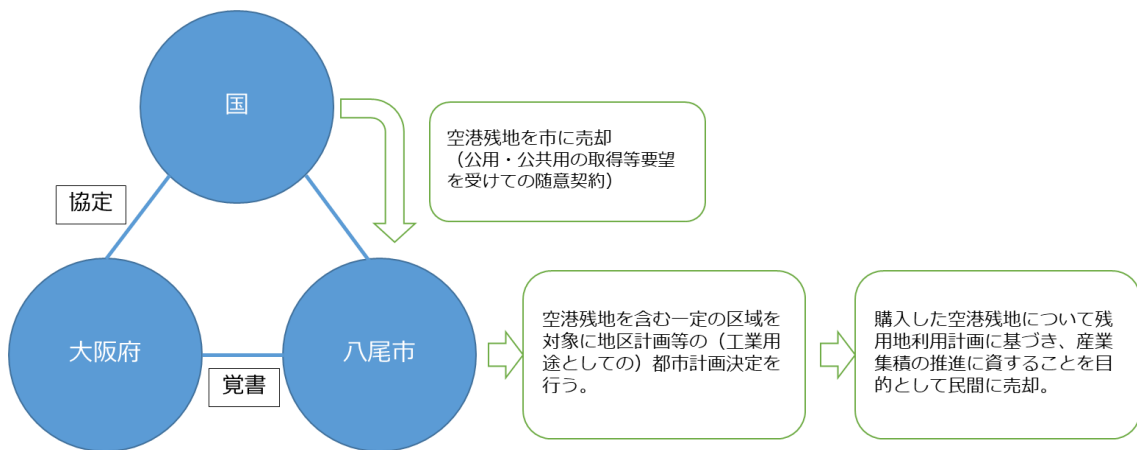 国
空港残地を市に売却
（公用・公共用の取得等要望
を受けての随意契約）
協定
大阪府
覚書
八尾市
空港残地を含む一定の区域を
対象に地区計画等の（工業用
途としての）都市計画決定を
行う。
購入した空港残地について残
用地利用計画に基づき、産業
集積の推進に資することを目
的として民間に売却。